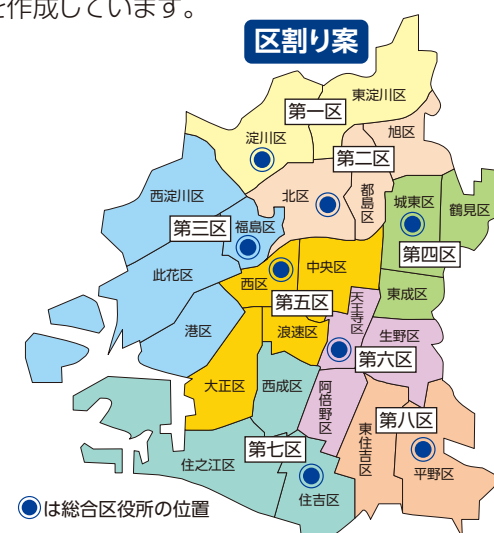 を作成しています。
区割り案
東淀川区
第一区
淀川区
旭区
第二区
北区
都島区
城東区
鶴見区
西淀川区
第三区
福島区
第四区
此花区
西区
中央区
東成区
第五区
天王寺区
港区
浪速区
生野区
第六区
大正区
西成区
阿倍野区
東住吉区
第八区
第七区
平野区
住之江区
住吉区
は総合区役所の位置